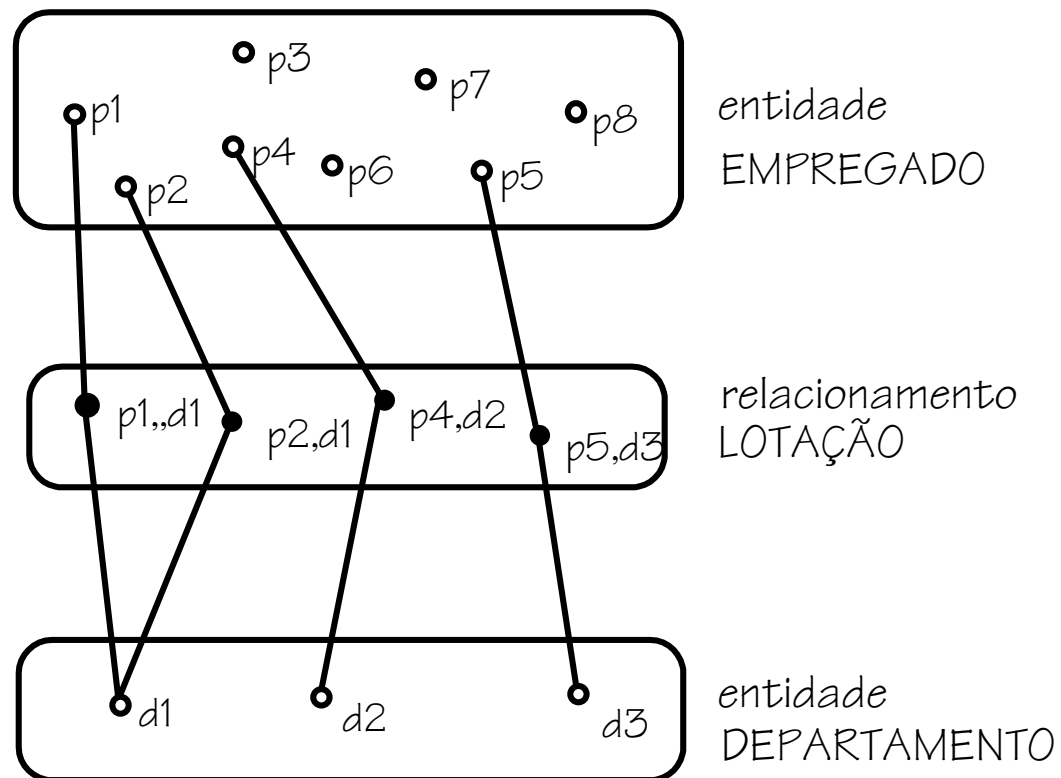 p3
p7
p1
p8
p4
p6
p5
p2
entidade
EMPREGADO
p1,,d1
p2,d1
p4,d2
p5,d3
relacionamento
LOTAÇÃO
d1
d2
d3
entidade
DEPARTAMENTO